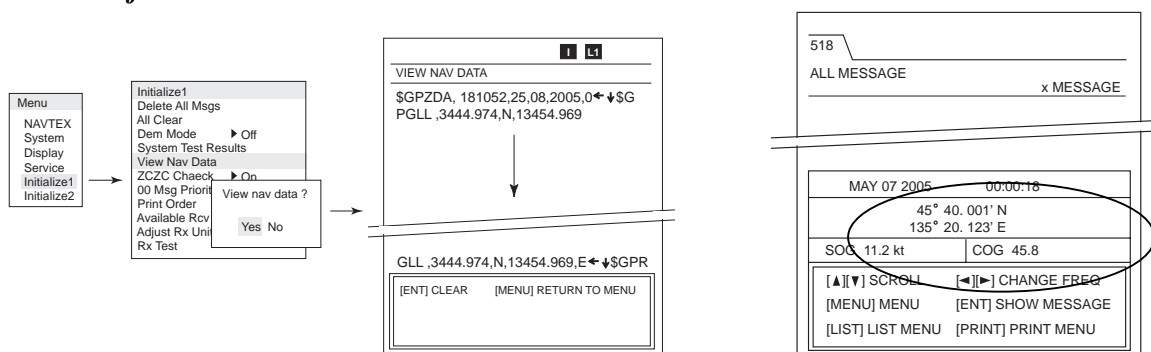 Menu
NAVTEX
System
Display
Service
Initialize1
Initialize2
Initialize1
Delete All Msgs
All Clear
Dem Mode ▶ Off
System Test Results
View Nav Data
ZCZC Chaeck ▶ On
00 Msg Priorit
Print Order
Available Rcv
Adjust Rx Unit
Rx Test
View nav data ?
Yes No
I L1
VIEW NAV DATA
$GPZDA, 181052,25,08,2005,0←↓$G
PGLL ,3444.974,N,13454.969
GLL ,3444.974,N,13454.969,E←↓$GPR
[ENT] CLEAR [MENU] RETURN TO MENU
518
ALL MESSAGE
x MESSAGE
MAY 07 2005 00:00:18
45° 40. 001' N
135° 20. 123' E
SOG 11.2 kt COG 45.8
[▲][▼] SCROLL [◄][►] CHANGE FREQ
[MENU] MENU [ENT] SHOW MESSAGE
[LIST] LIST MENU [PRINT] PRINT MENU